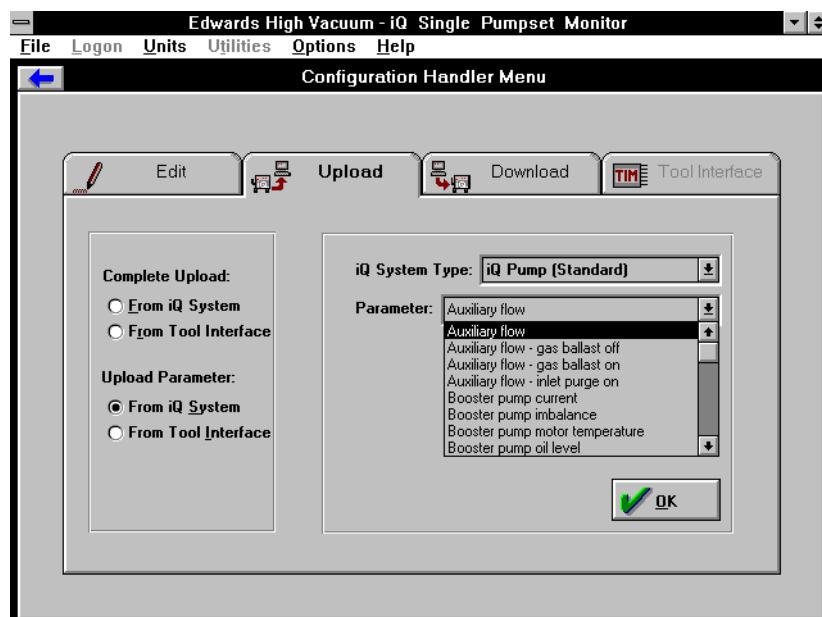 Edwards High Vacuum - iQ Single Pumpset Monitor
File Logon Units Utilities Options Help
Configuration Handler Menu
Edit
Upload
Download
TIM Tool Interface
Complete Upload:
From iQ System
From Tool Interface
Upload Parameter:
From iQ System
From Tool Interface
iQ System Type: iQ Pump (Standard)
Parameter: Auxiliary flow
Auxiliary flow
Auxiliary flow - gas ballast off
Auxiliary flow - gas ballast on
Auxiliary flow - inlet purge on
Booster pump current
Booster pump imbalance
Booster pump motor temperature
Booster pump oil level
OK